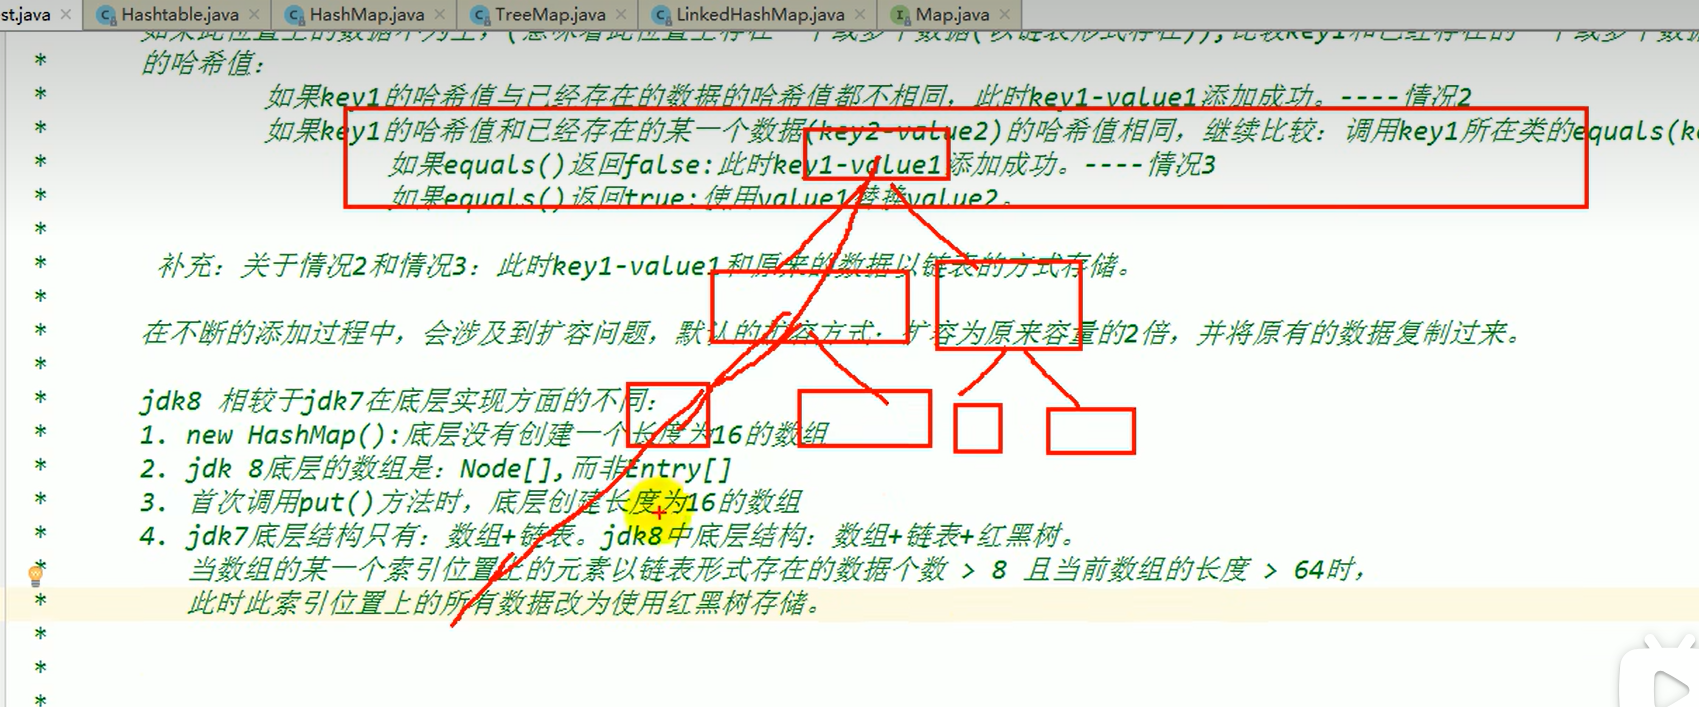 st.java Hashtable.java HashMap.java TreeMap.java LinkedHashMap.java Map.java
* 的哈希值：
* 如果key1的哈希值与已经存在的数据的哈希值都不相同，此时key1-value1添加成功。----情况2
* 如果key1的哈希值和已经存在的某一个数据(key2-value2)的哈希值相同，继续比较：调用key1所在类的equals(ke
* 如果equals()返回false:此时key1-value1添加成功。----情况3
* 如果equals()返回true:使用value1替换value2。
*
* 补充：关于情况2和情况3：此时key1-value1和原来的数据以链表的方式存储。
*
* 在不断的添加过程中，会涉及到扩容问题，默认的扩容方式：扩容为原来容量的2倍，并将原有的数据复制过来。
*
* jdk8 相较于jdk7在底层实现方面的不同：
* 1. new HashMap():底层没有创建一个长度为16的数组
* 2. jdk 8底层的数组是：Node[],而非Entry[]
* 3. 首次调用put()方法时，底层创建长度为16的数组
* 4. jdk7底层结构只有：数组+链表。jdk8中底层结构：数组+链表+红黑树。
* 当数组的某一个索引位置上的元素以链表形式存在的数据个数 > 8 且当前数组的长度 > 64时，
* 此时此索引位置上的所有数据改为使用红黑树存储。
*
*
*